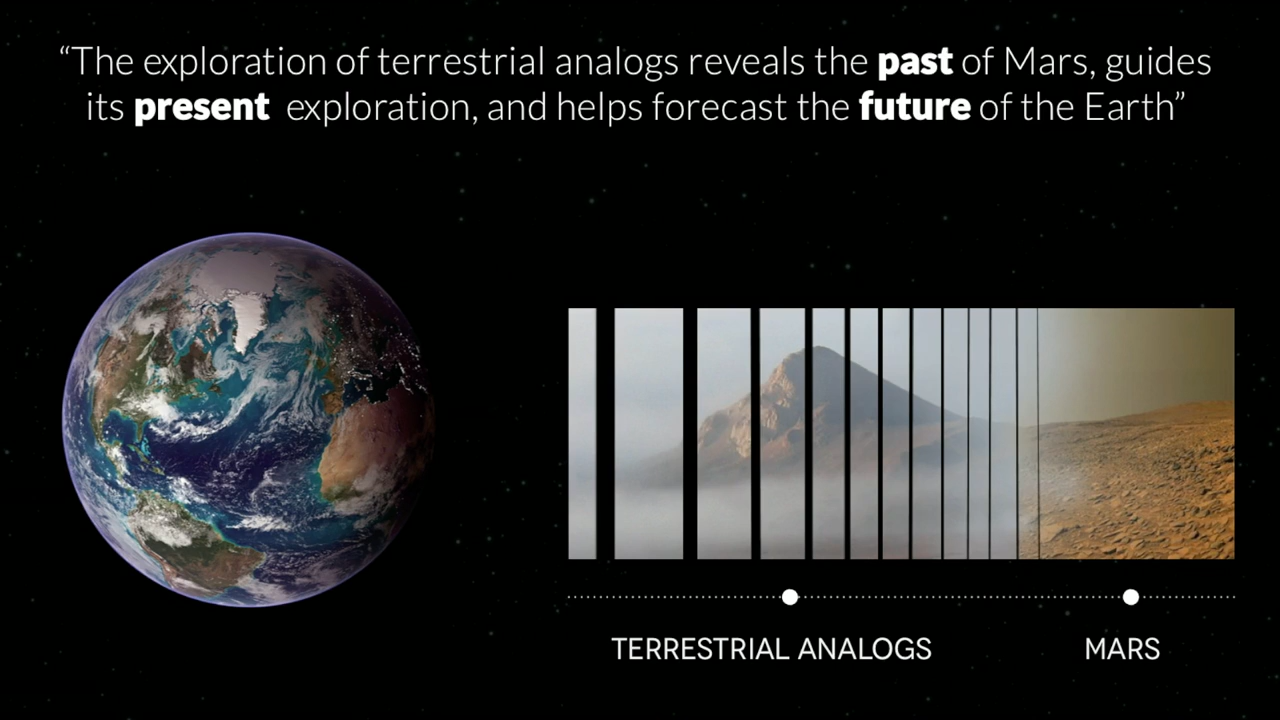 “The exploration of terrestrial analogs reveals the past of Mars, guides
its present exploration, and helps forecast the future of the Earth”
TERRESTRIAL ANALOGS
MARS